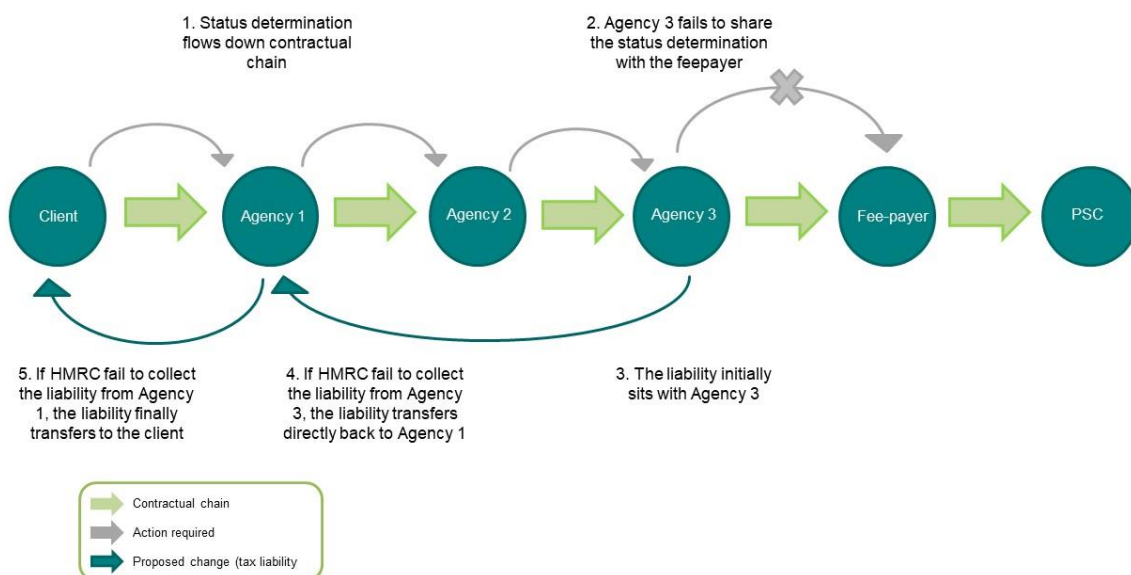 1. Status determination
flows down contractual
chain
2. Agency 3 fails to share
the status determination
with the feepayer
Client
Agency 1
Agency 2
Agency 3
Fee-payer
PSC
5. If HMRC fail to collect
the liability from Agency
1, the liability finally
transfers to the client
4. If HMRC fail to collect
the liability from Agency
3, the liability transfers
directly back to Agency 1
3. The liability initially
sits with Agency 3
Contractual chain
Action required
Proposed change (tax liability